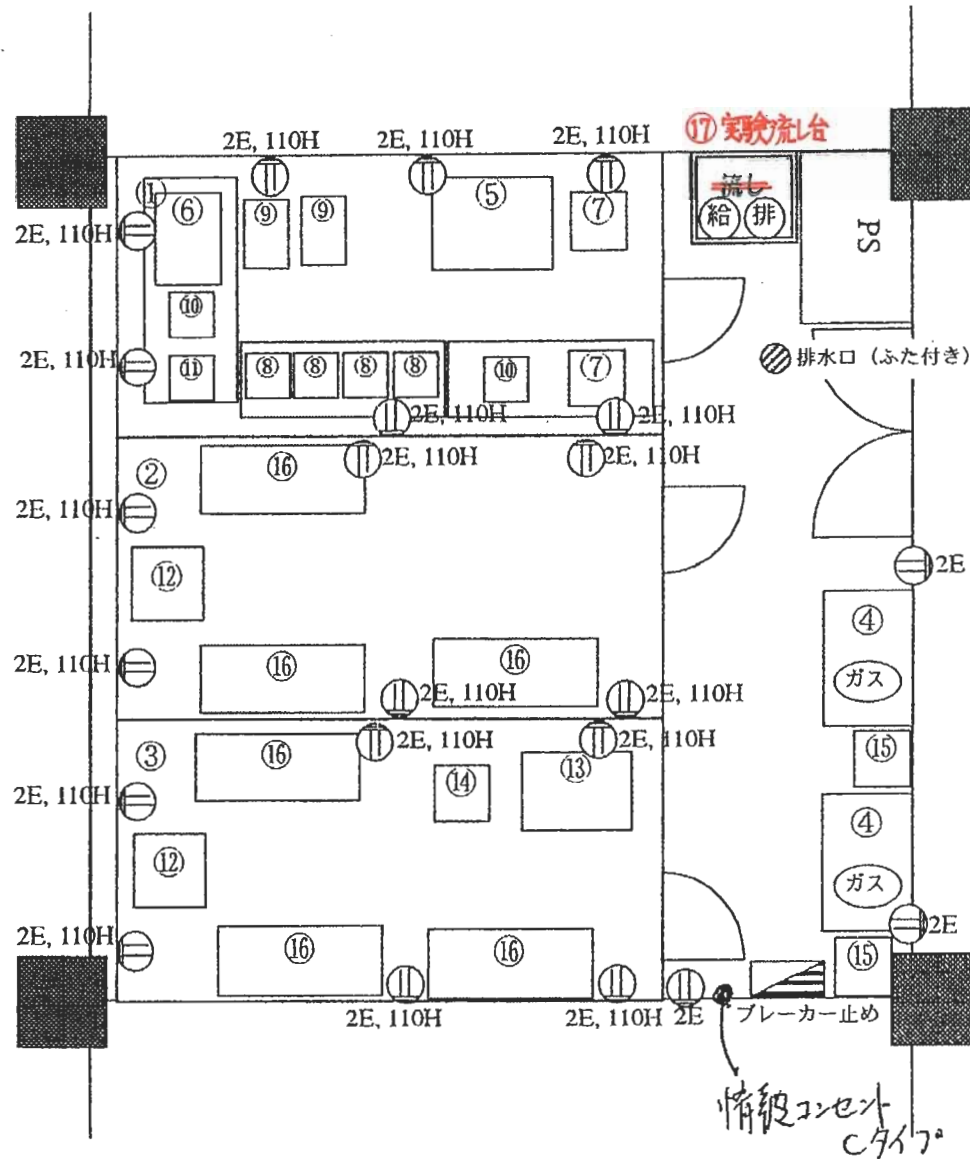 ⑰実験流し台
2E, 110H 2E, 110H 2E, 110H
流し
給 排
PS
① ⑥ ⑨ ⑨ ⑤ ⑦
2E, 110H
⑩
2E, 110H
⑪ ⑧ ⑧ ⑧ ⑧ ⑩ ⑦
排水口（ふた付き）
2E, 110H 2E, 110H
② ⑯ 2E, 110H 2E, 110H
2E, 110H
⑫
2E
④
ガス
2E, 110H ⑯ ⑯
2E, 110H 2E, 110H
③ ⑯ 2E, 110H 2E, 110H
⑭ ⑬ ⑮
2E, 110H
⑫
④
ガス
2E, 110H ⑯ ⑯
2E
⑮
2E, 110H 2E, 110H 2E ブレーカー止め
情報コンセント
Cタイプ